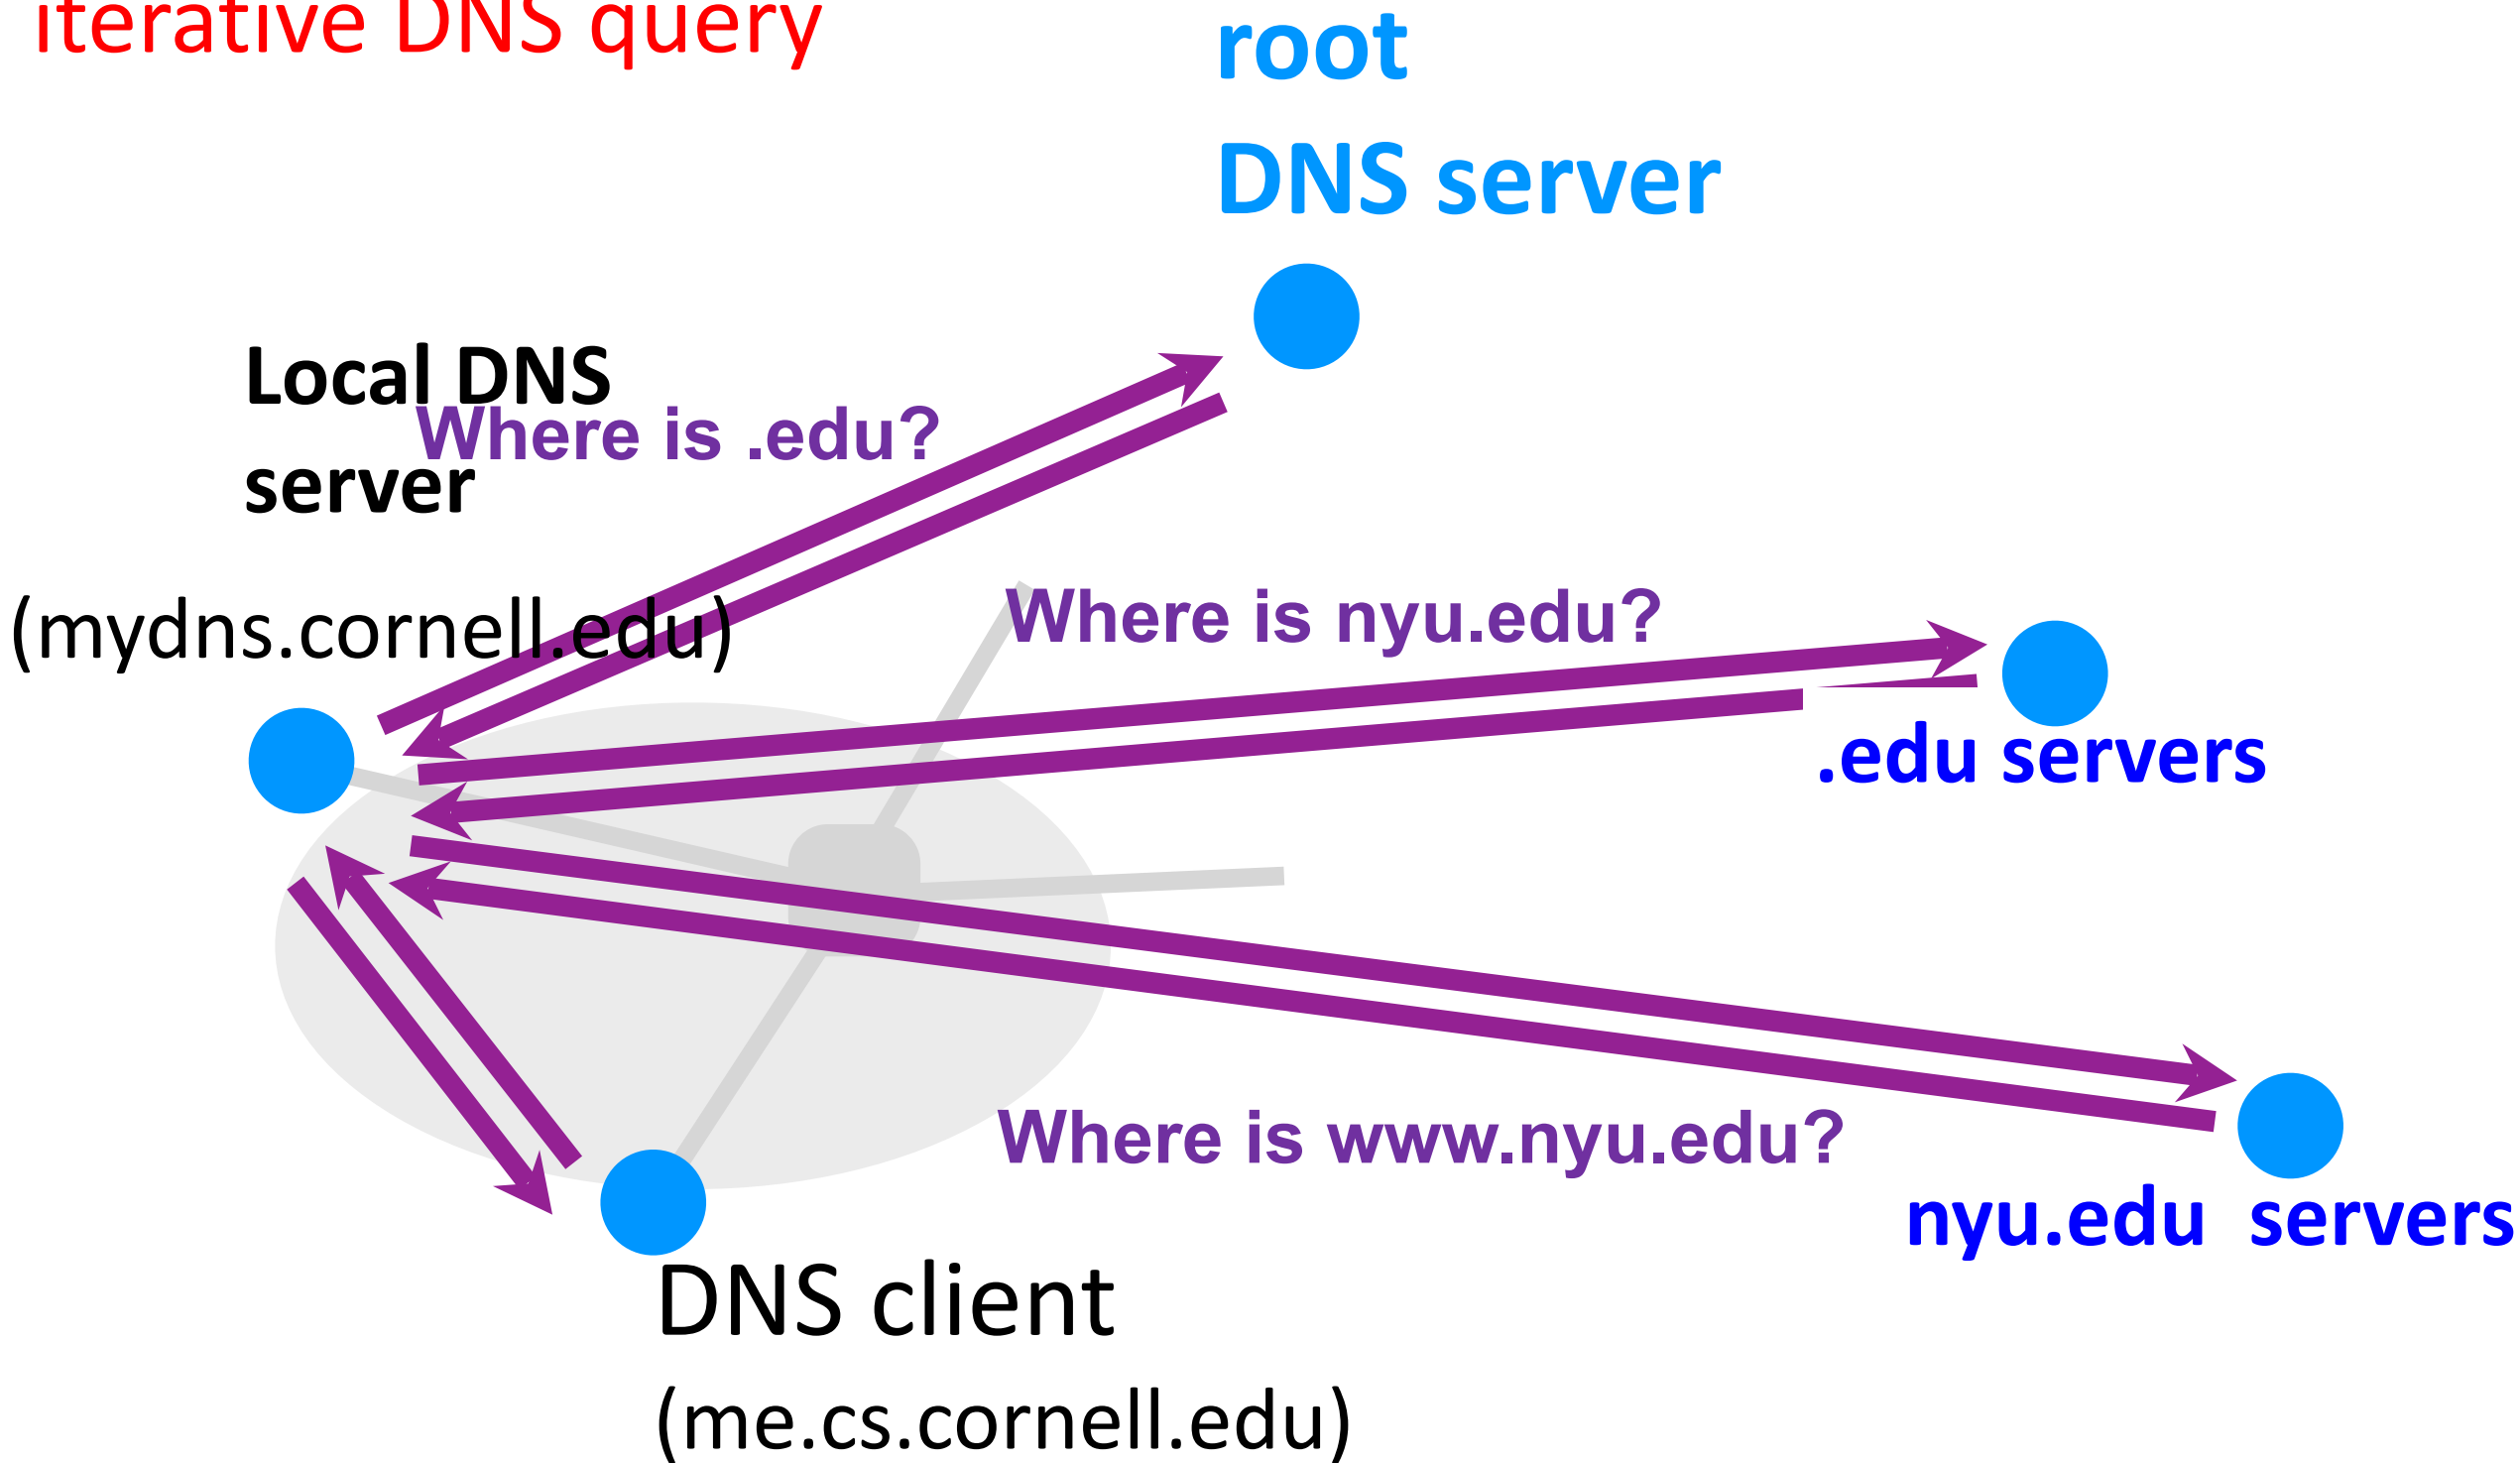 iterative DNS query
root
DNS server
Local DNS
Where is .edu?
server
(mydns.cornell.edu)
Where is nyu.edu?
.edu servers
Where is www.nyu.edu?
nyu.edu servers
DNS client
(me.cs.cornell.edu)